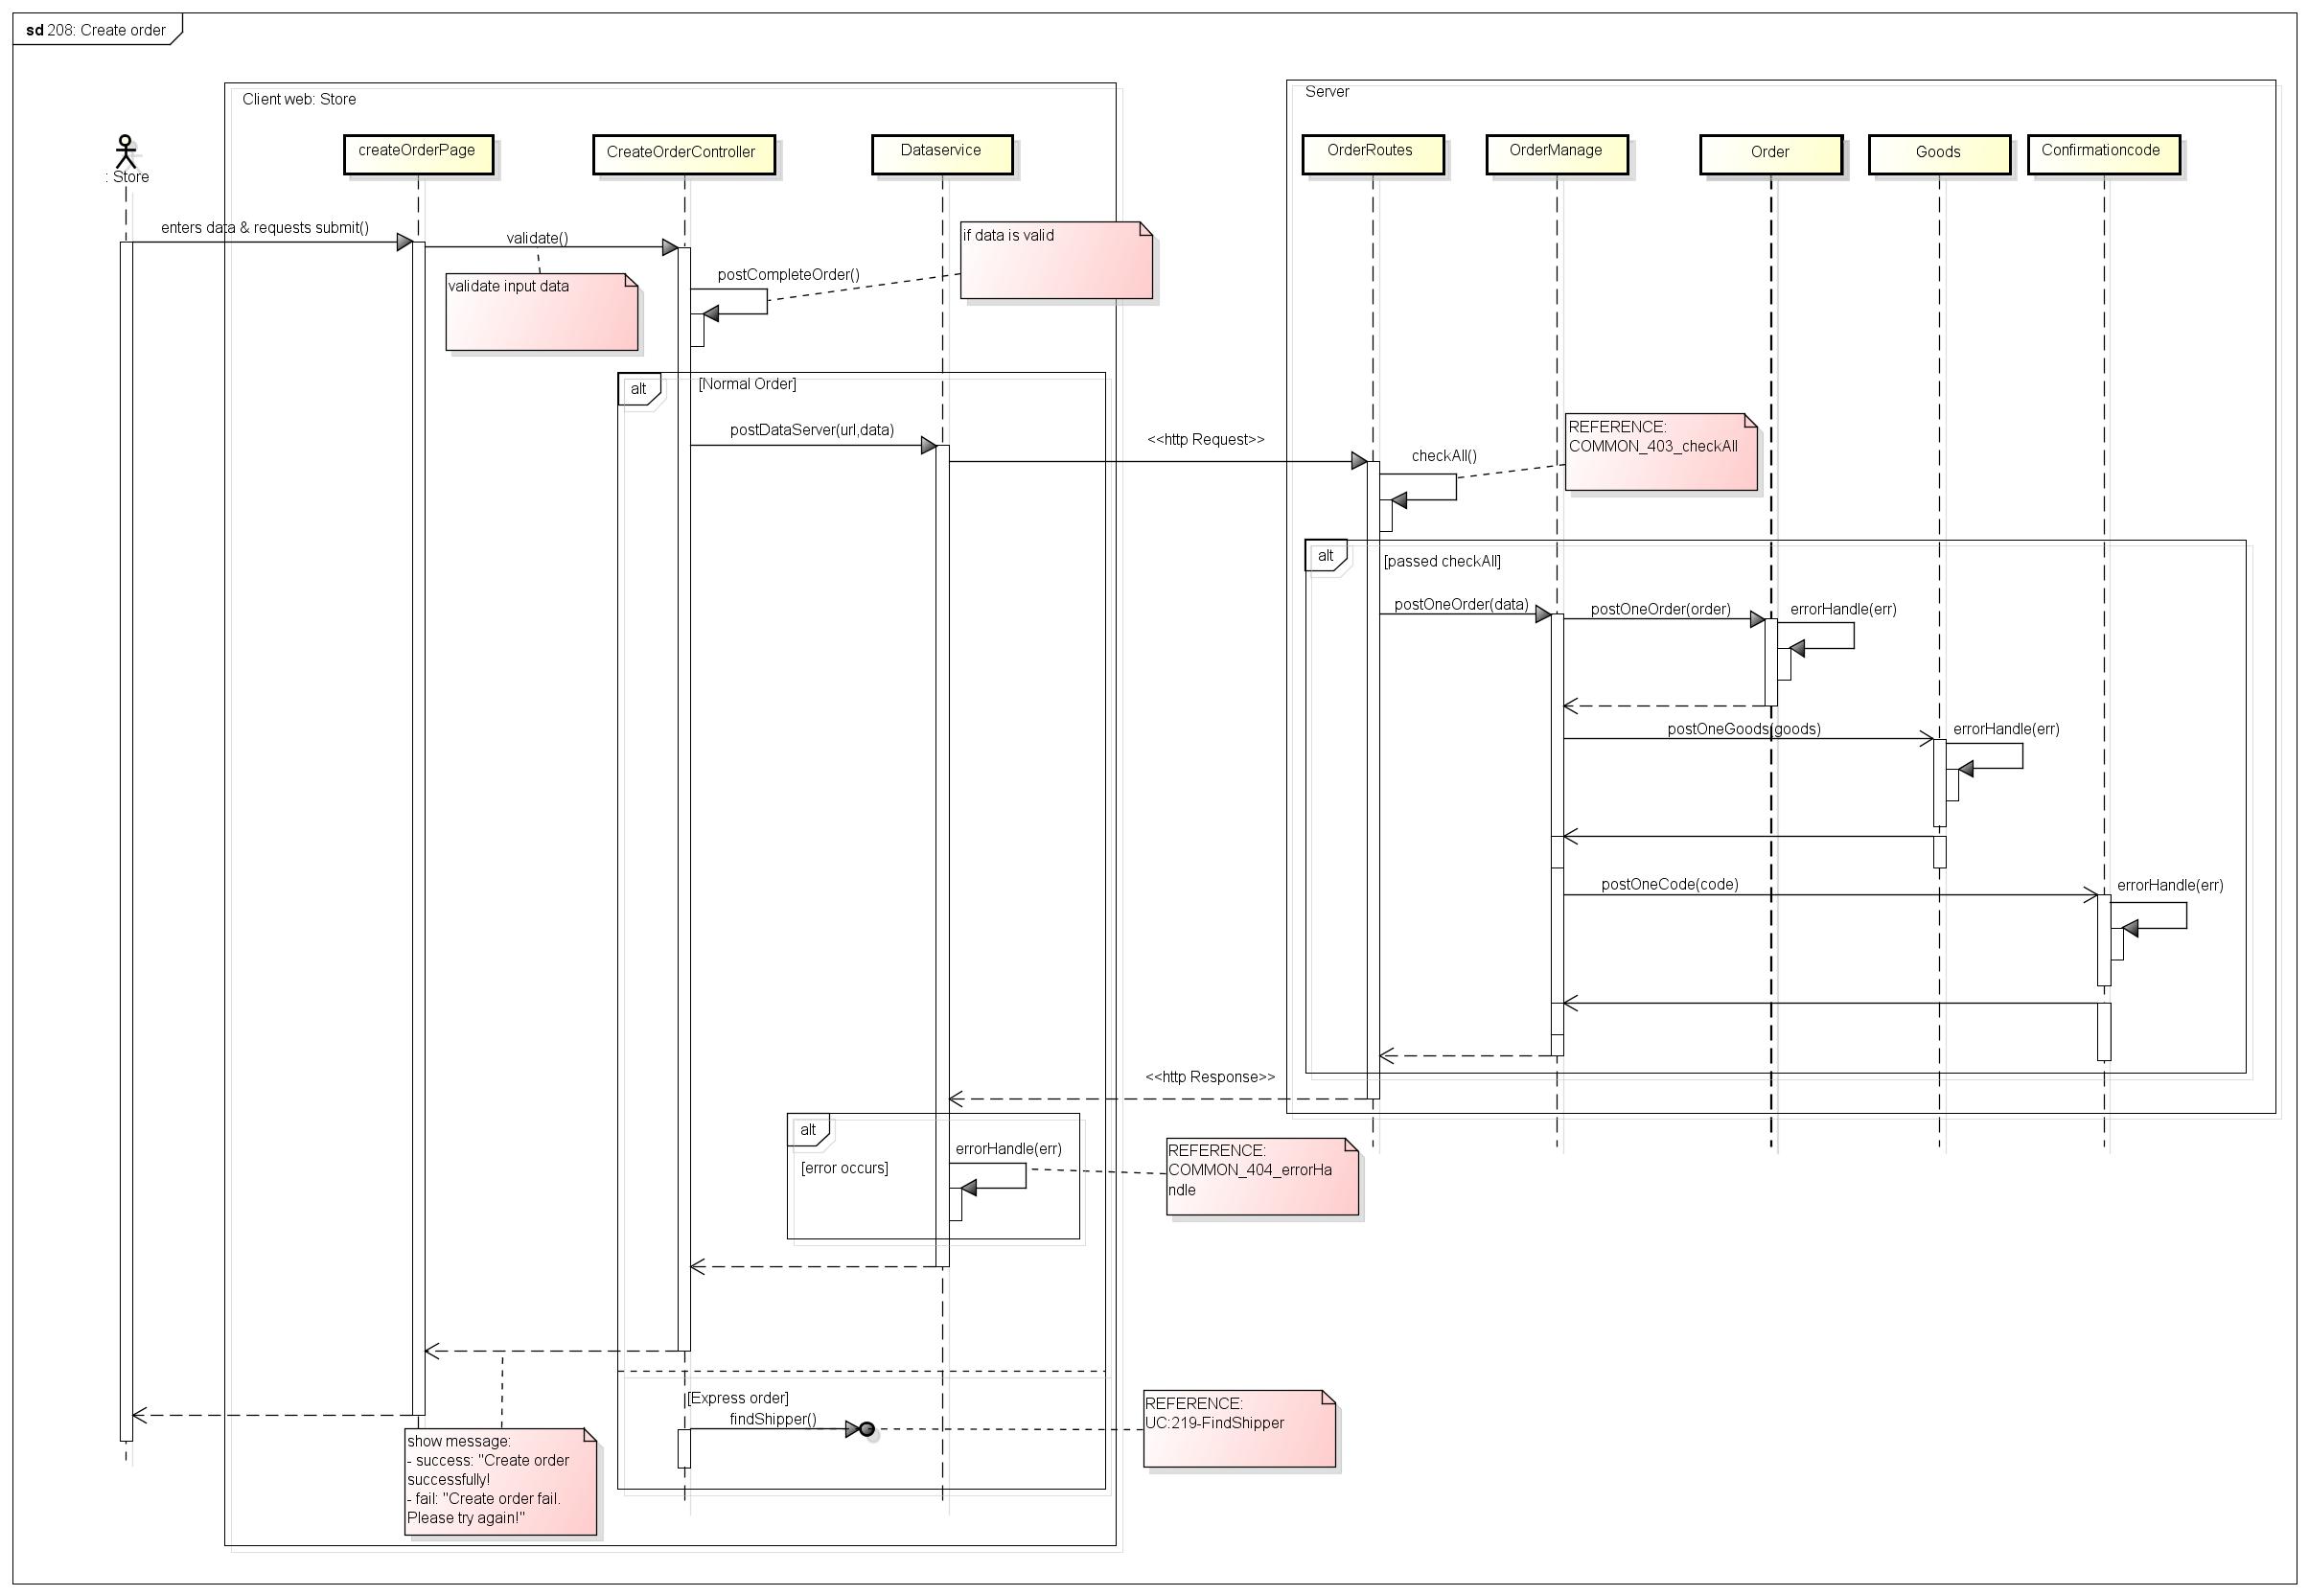 sd 208: Create order
Client web: Store
Server
: Store
createOrderPage
CreateOrderController
Dataservice
OrderRoutes
OrderManage
Order
Goods
Confirmationcode
enters data & requests submit()
validate()
if data is valid
validate input data
postCompleteOrder()
alt
[Normal Order]
postDataServer(url,data)
<<http Request>>
checkAll()
REFERENCE:
COMMON_403_checkAll
alt
[passed checkAll]
postOneOrder(data)
postOneOrder(order)
errorHandle(err)
postOneGoods(goods)
errorHandle(err)
postOneCode(code)
errorHandle(err)
<<http Response>>
alt
[error occurs]
errorHandle(err)
REFERENCE:
COMMON_404_errorHa
ndle
[Express order]
findShipper()
REFERENCE:
UC:219-FindShipper
show message:
- success: "Create order
successfully!
- fail: "Create order fail.
Please try again!"